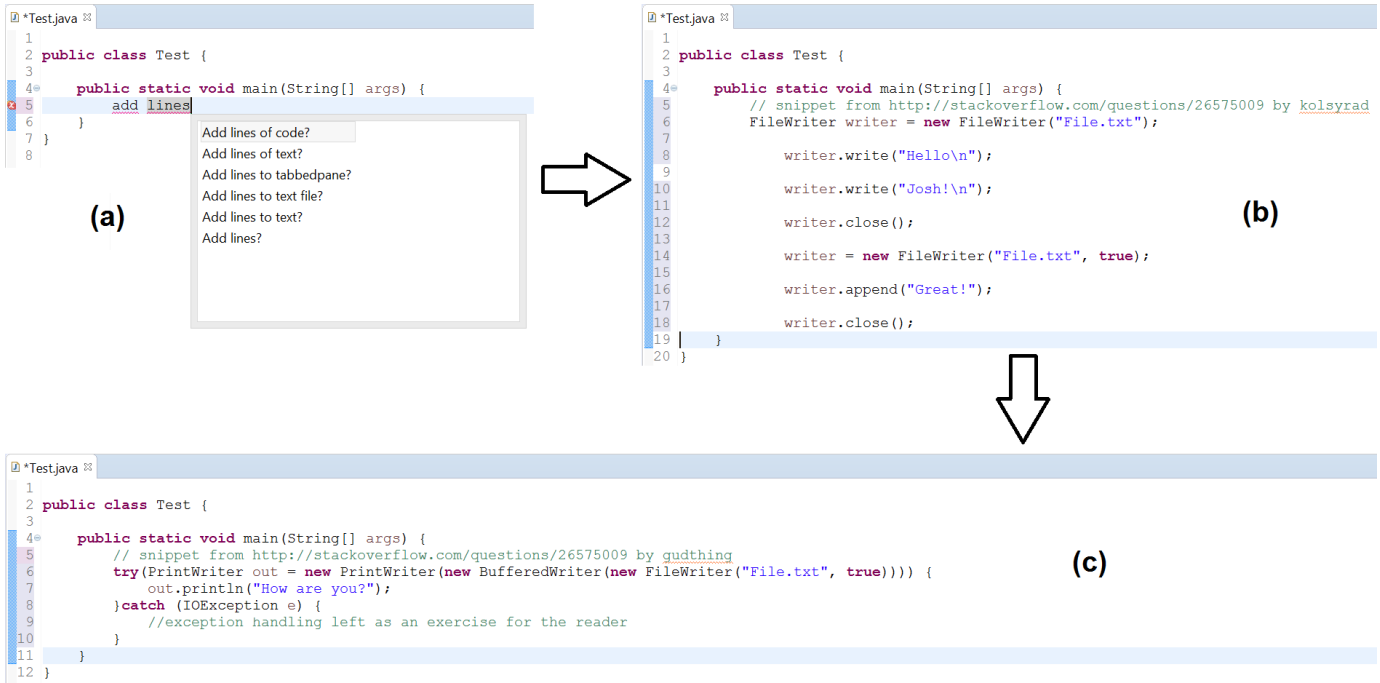 *Test.java
1
2 public class Test {
3
4 public static void main(String[] args) {
5 add lines
6 }
7 }
8
Add lines of code?
Add lines of text?
Add lines to tabbedpane?
Add lines to text file?
Add lines to text?
Add lines?
(a)
*Test.java
1
2 public class Test {
3
4 public static void main(String[] args) {
5 // snippet from http://stackoverflow.com/questions/26575009 by kolsyrad
6 FileWriter writer = new FileWriter("File.txt");
7
8 writer.write("Hello\n");
9
10 writer.write("Josh!\n");
11
12 writer.close();
13
14 writer = new FileWriter("File.txt", true);
15
16 writer.append("Great!");
17
18 writer.close();
19 }
20 }
(b)
*Test.java
1
2 public class Test {
3
4 public static void main(String[] args) {
5 // snippet from http://stackoverflow.com/questions/26575009 by gudthing
6 try(PrintWriter out = new PrintWriter(new BufferedWriter(new FileWriter("File.txt", true)))) {
7 out.println("How are you?");
8 }catch (IOException e) {
9 //exception handling left as an exercise for the reader
10 }
11 }
12 }
(c)